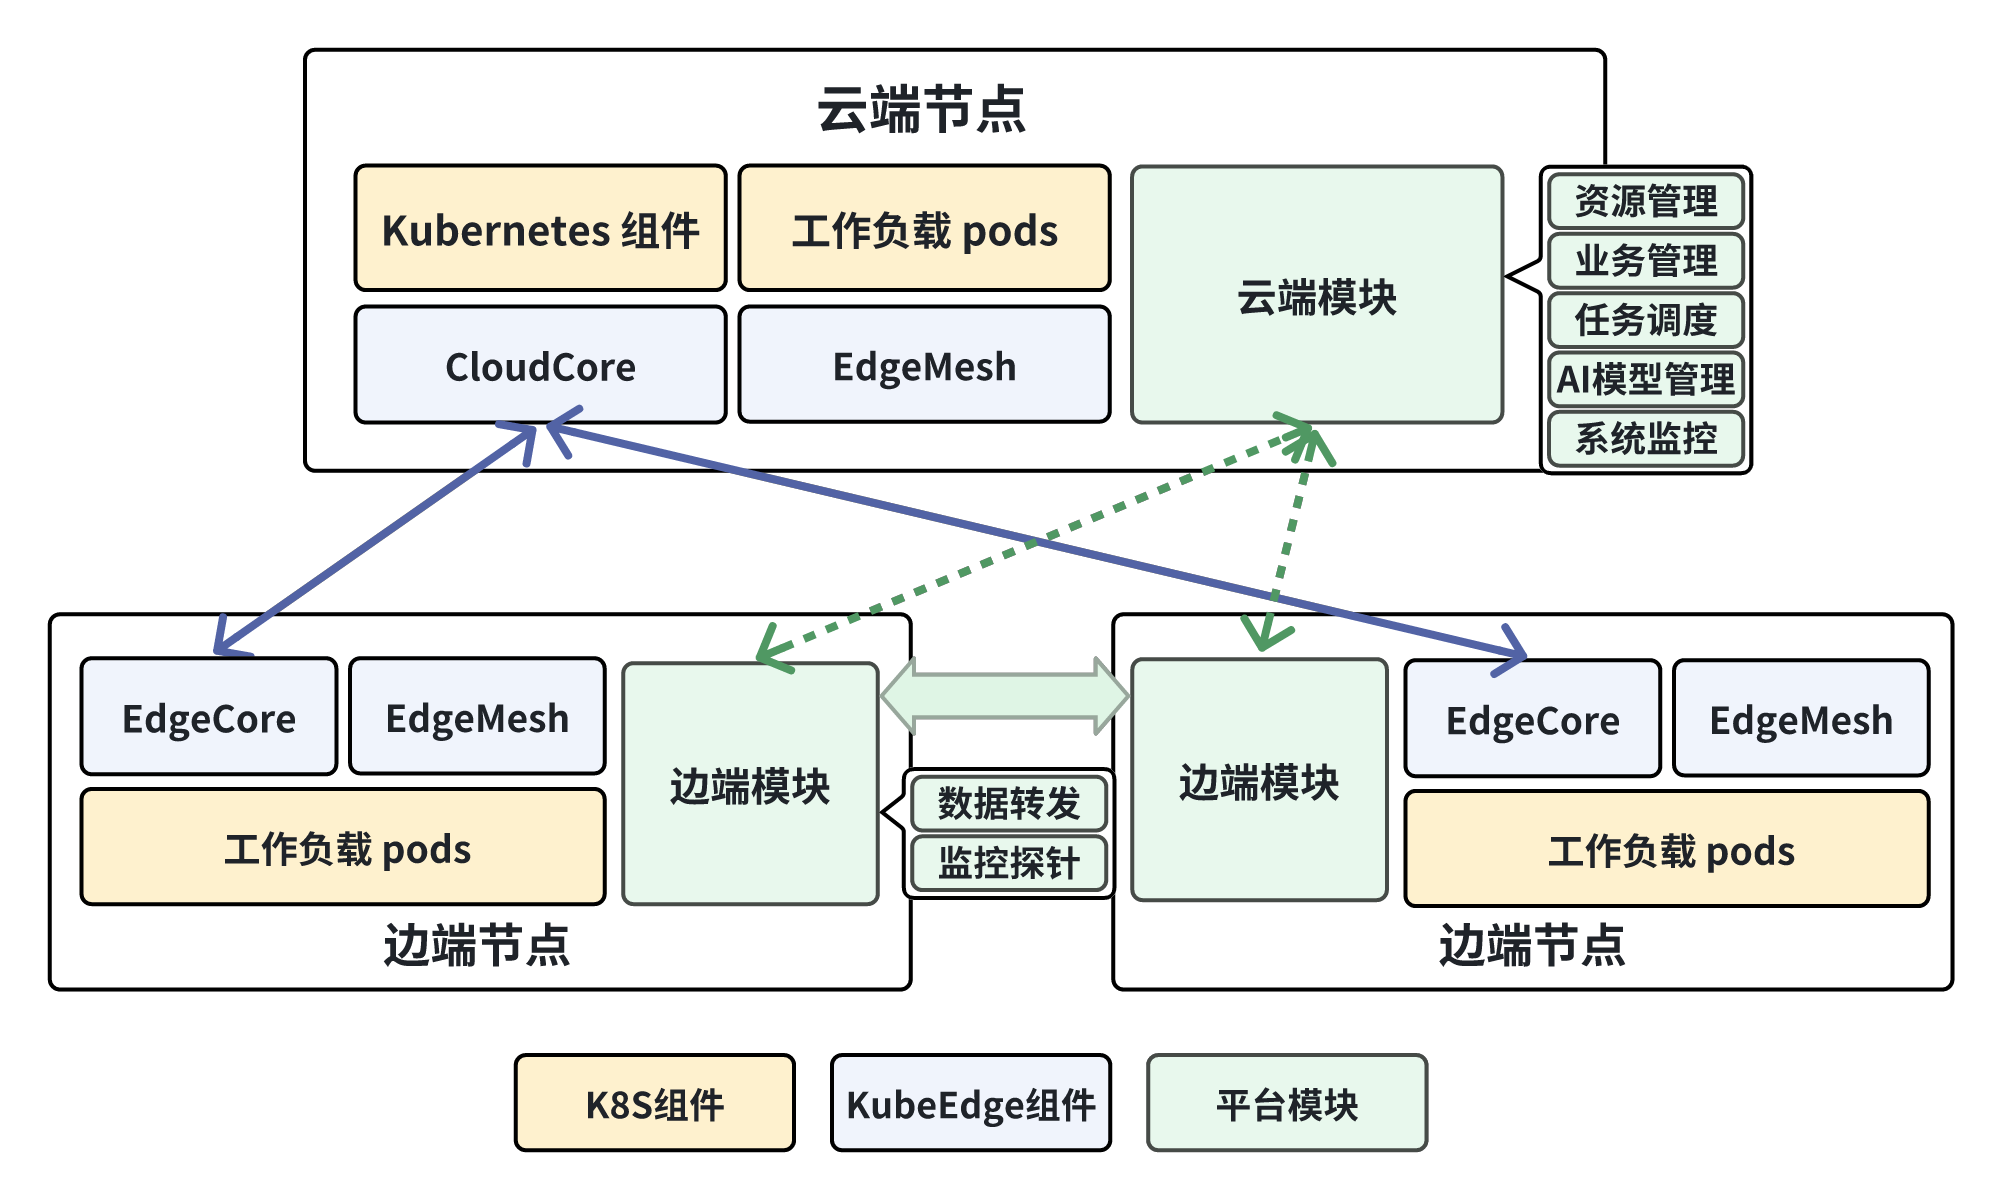 云端节点
Kubernetes 组件
工作负载 pods
云端模块
资源管理
业务管理
任务调度
AI模型管理
系统监控
CloudCore
EdgeMesh
EdgeCore
EdgeMesh
边端模块
工作负载 pods
边端节点
数据转发
监控探针
边端模块
EdgeCore
EdgeMesh
工作负载 pods
边端节点
K8S组件
KubeEdge组件
平台模块